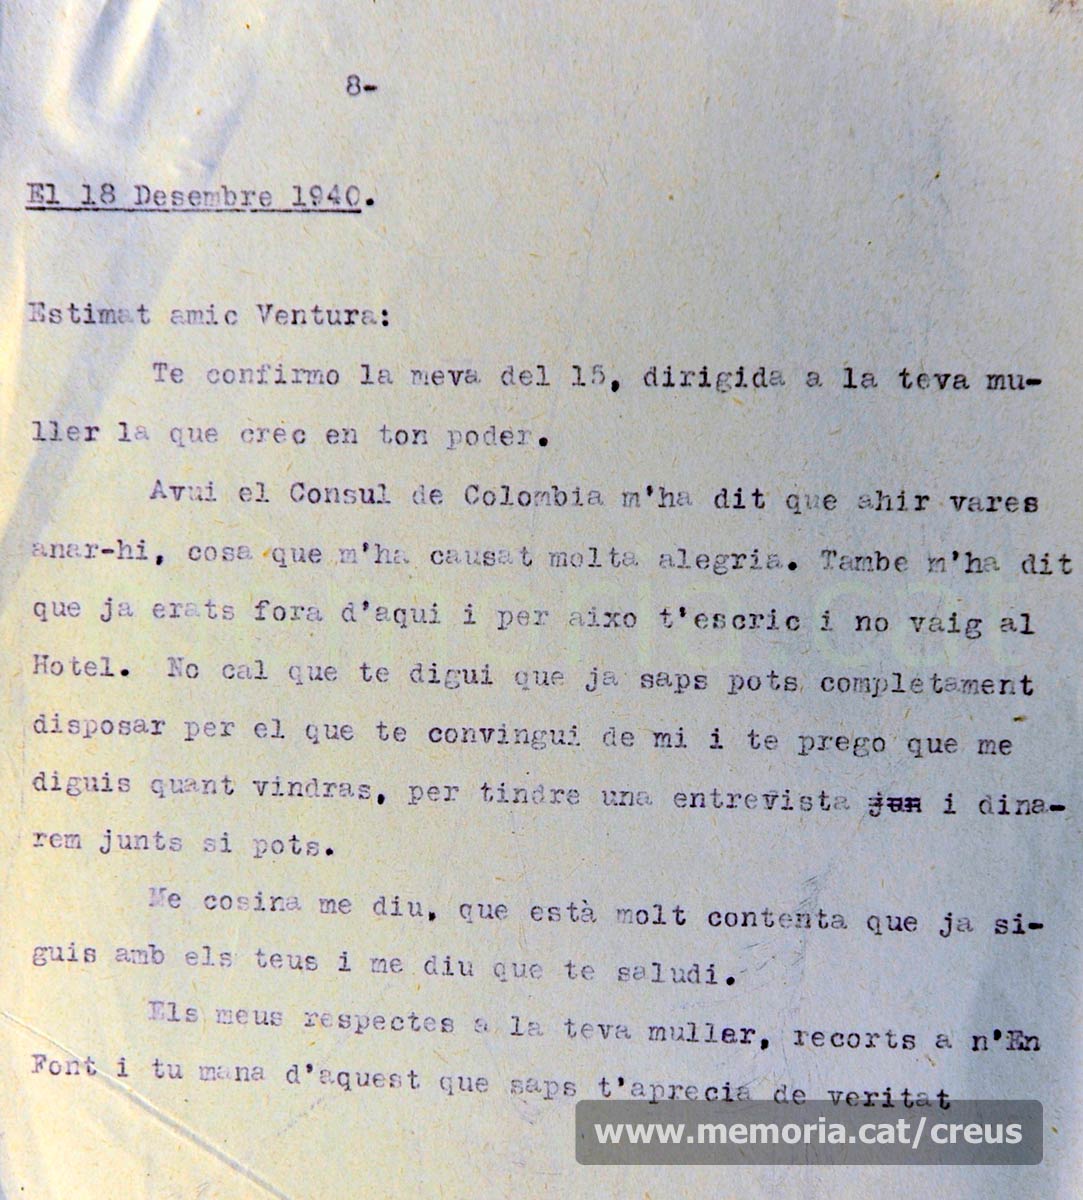 8-
El 18 Desembre 1940.
Estimat amic Ventura:
Te confirmo la meva del 15, dirigida a la teva mu-
ller la que crec en ton poder.
Avui el Consul de Colombia m'ha dit que ahir vares
anar-hi, cosa que m'ha causat molta alegria. Tambe m'ha dit
que ja erats fora d'aqui i per aixo t'escric i no vaig al
Hotel. No cal que te digui que ja saps pots completament
disposar per el que te convingui de mi i te prego que me
diguis quant vindras, per tindre una entrevista jun i dina-
rem junts si pots.
Me cosina me diu, que està molt contenta que ja si-
guis amb els teus i me diu que te saludi.
Els meus respectes a la teva muller, recorts a n'En
Font i tu mana d'aquest que saps t'aprecia de veritat
www.memoria.cat/creus